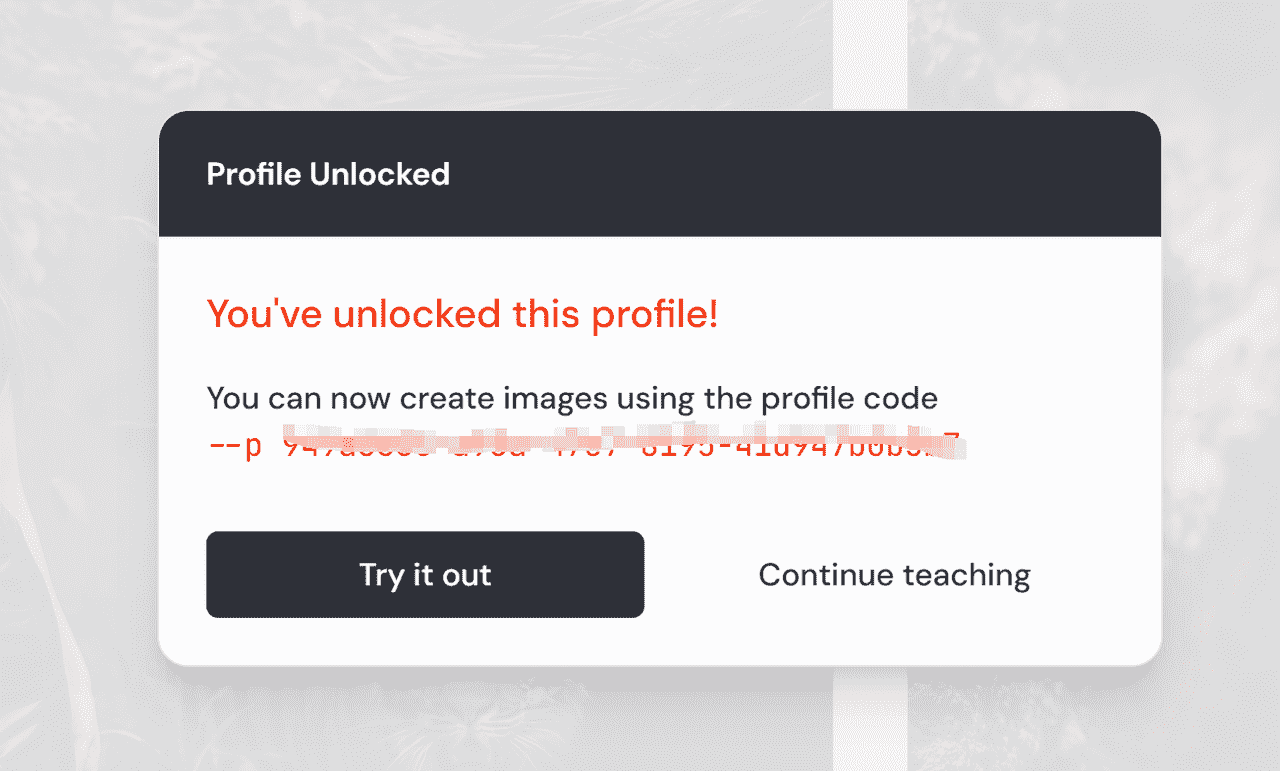 Profile Unlocked
You've unlocked this profile!
You can now create images using the profile code
--p
Try it out
Continue teaching